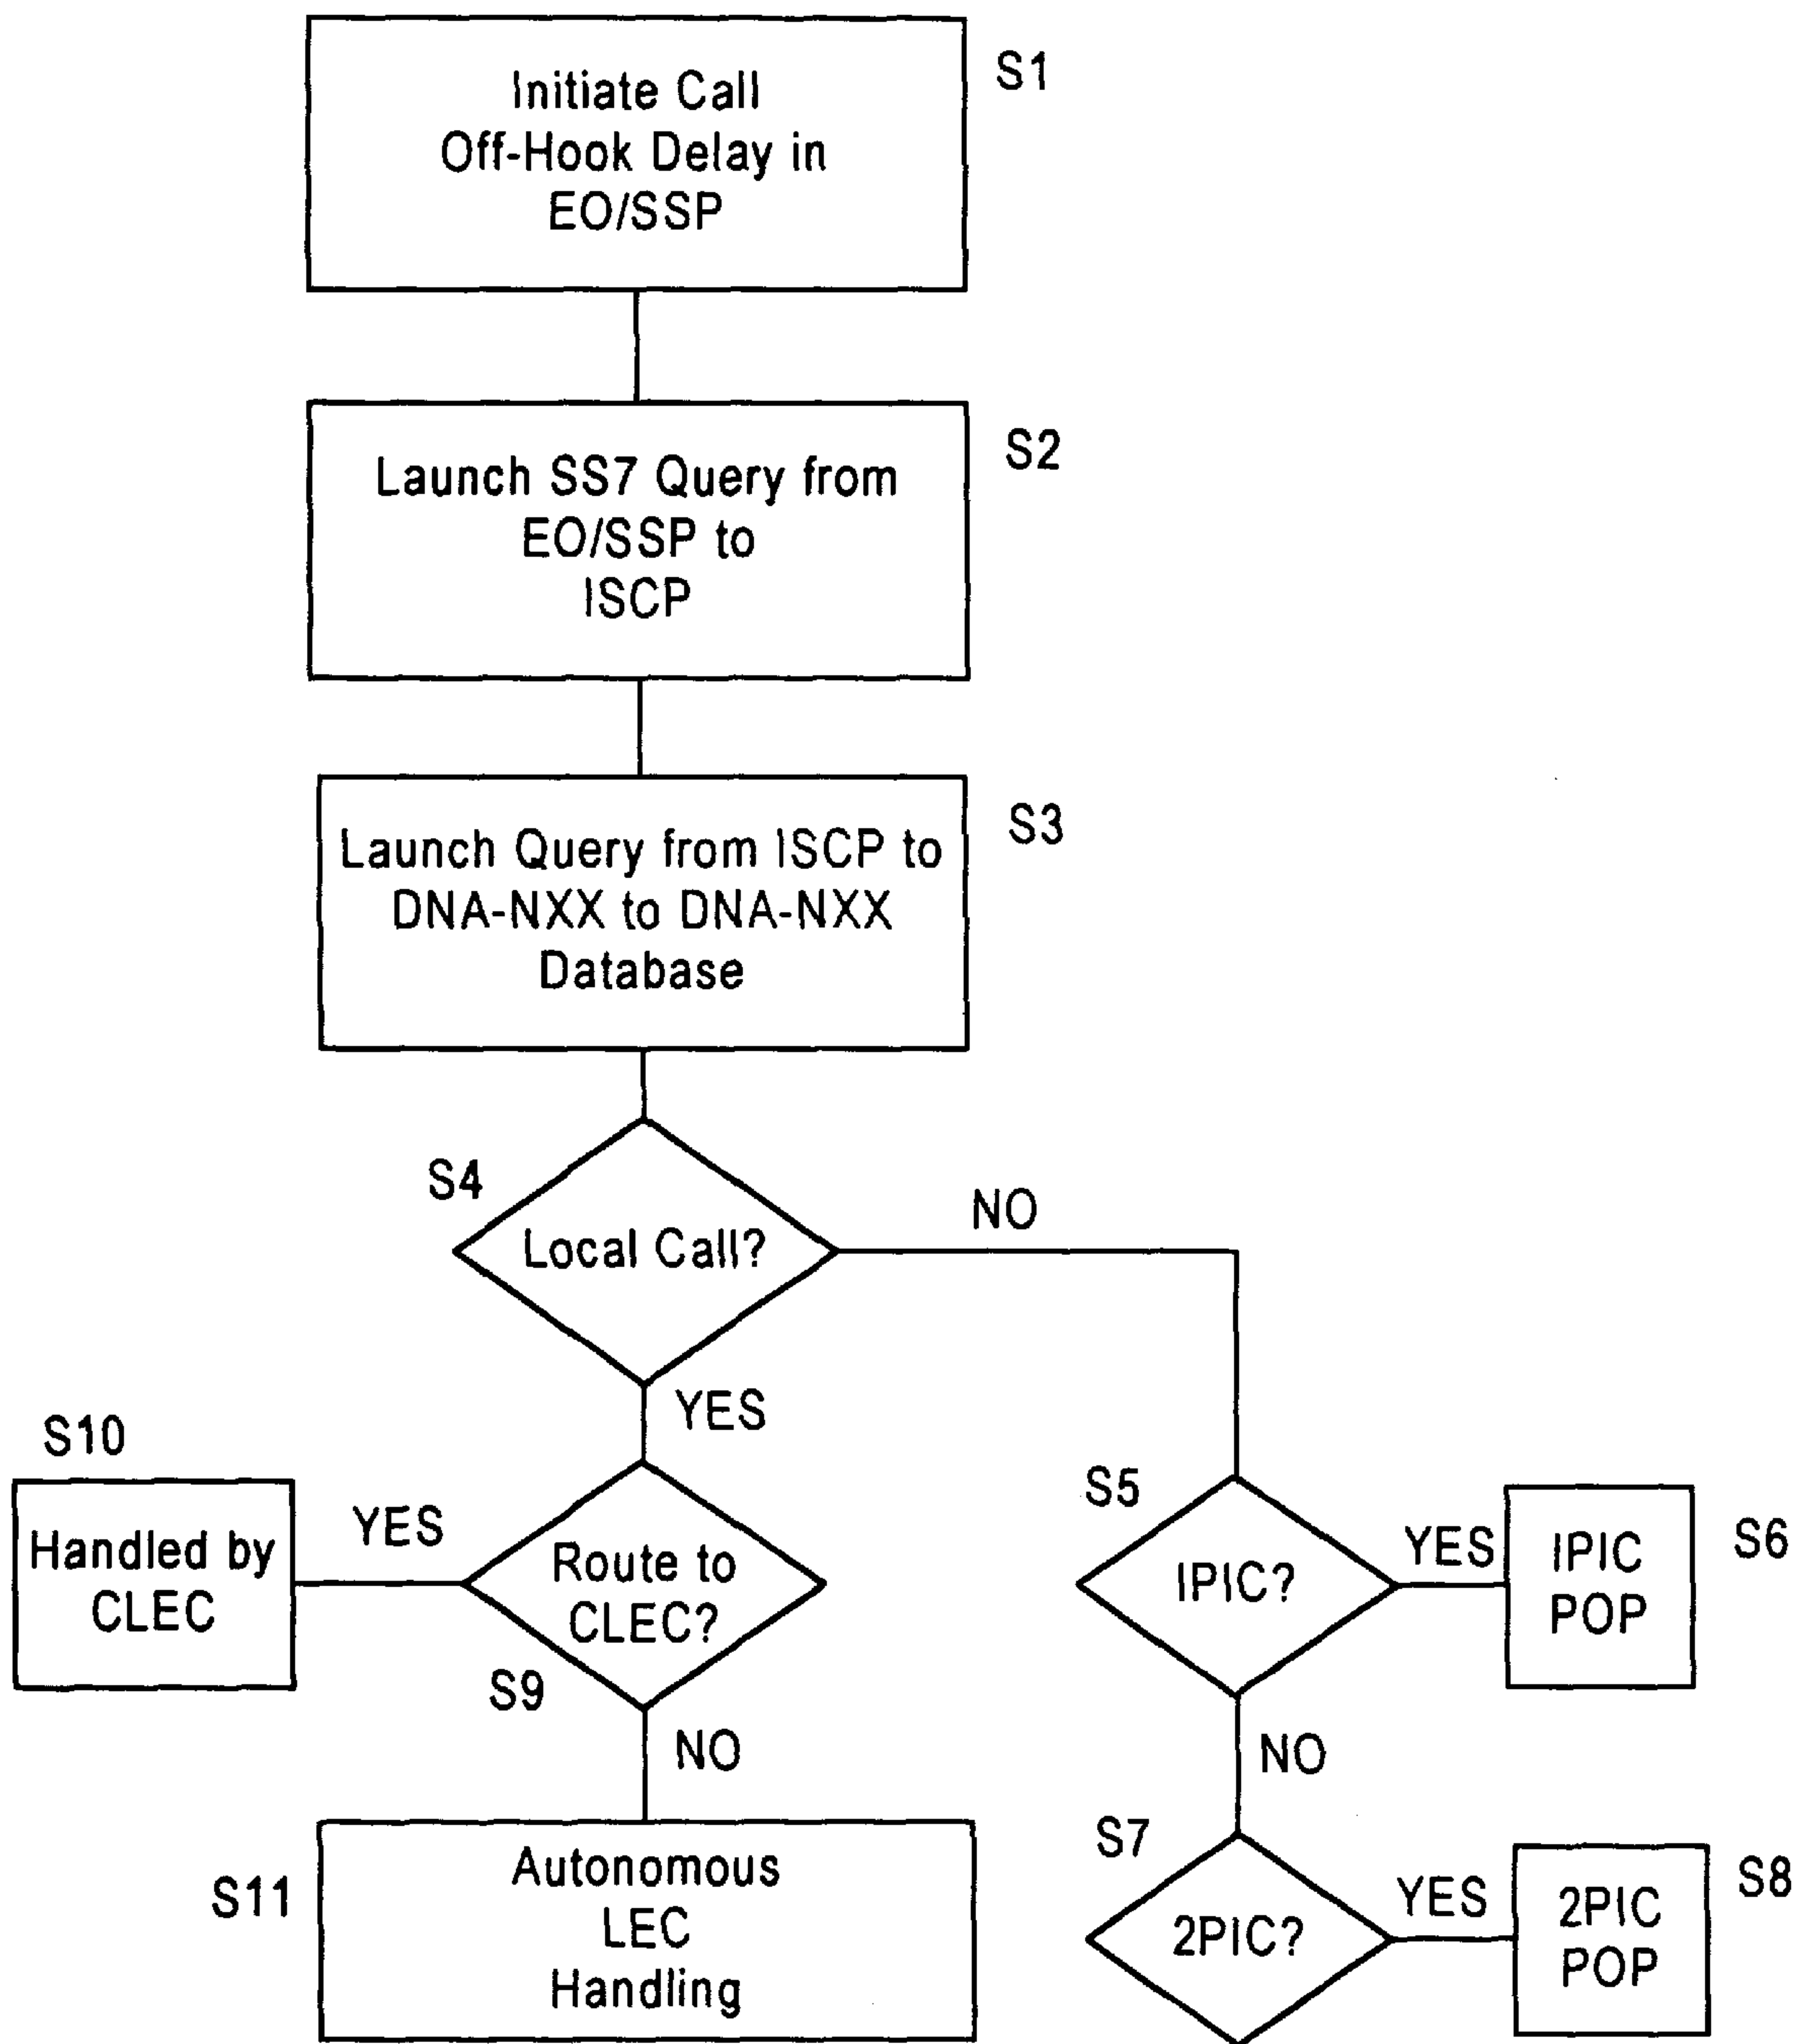 Initiate Call
Off-Hook Delay in
EO/SSP
S1
Launch SS7 Query from
EO/SSP to
ISCP
S2
Launch Query from ISCP to
DNA-NXX to DNA-NXX
Database
S3
S4
Local Call?
NO
YES
S10
Handled by
CLEC
YES
Route to
CLEC?
S9
NO
S11
Autonomous
LEC
Handling
S5
IPIC?
YES
IPIC
POP
S6
NO
S7
2PIC?
YES
2PIC
POP
S8